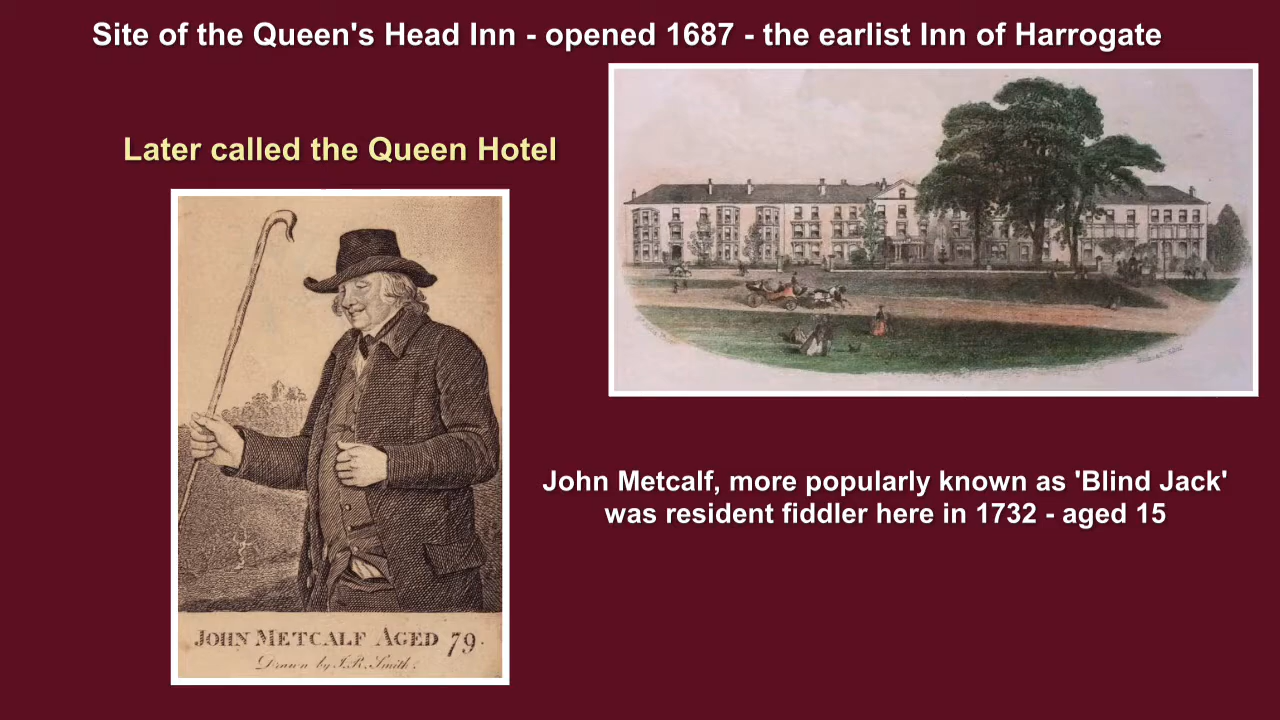 Site of the Queen's Head Inn - opened 1687 - the earlist Inn of Harrogate
Later called the Queen Hotel
John Metcalf, more popularly known as 'Blind Jack'
was resident fiddler here in 1732 - aged 15
JOHN METCALF AGED 79.
Drawn by J.R. Smith.